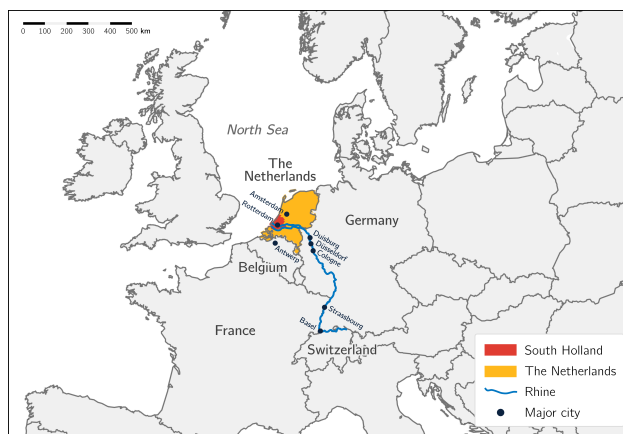 0 100 200 300 400 500 km
North Sea
The
Netherlands
Amsterdam
Rotterdam
Germany
Duisburg
Düsseldorf
Cologne
Antwerp
Belgium
Strassbourg
France
Basel
Switzerland
South Holland
The Netherlands
Rhine
Major city